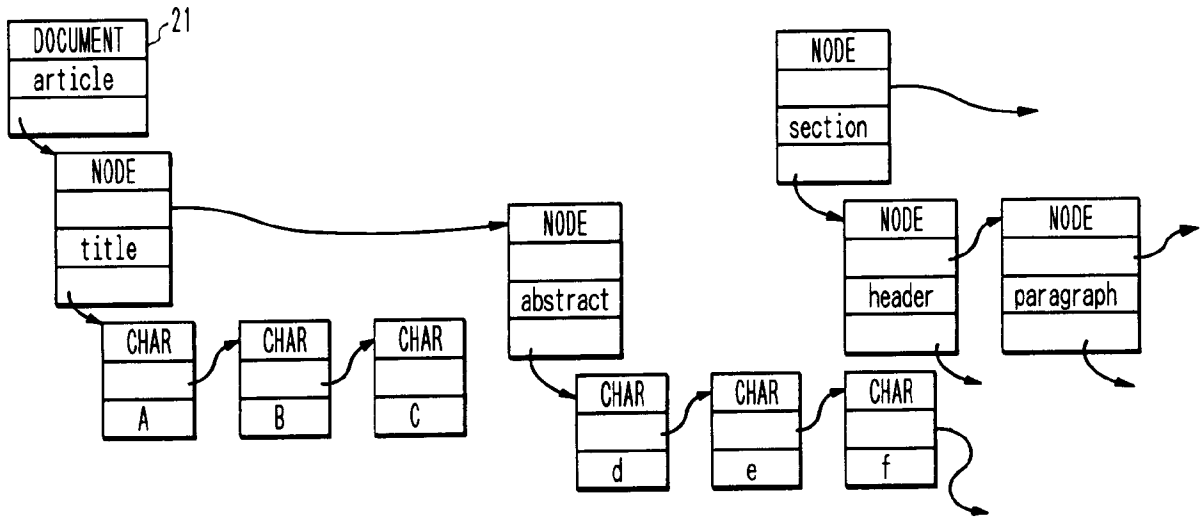 DOCUMENT
21
article
NODE
title
CHAR
A
CHAR
B
CHAR
C
NODE
abstract
CHAR
d
CHAR
e
CHAR
f
NODE
section
NODE
header
NODE
paragraph